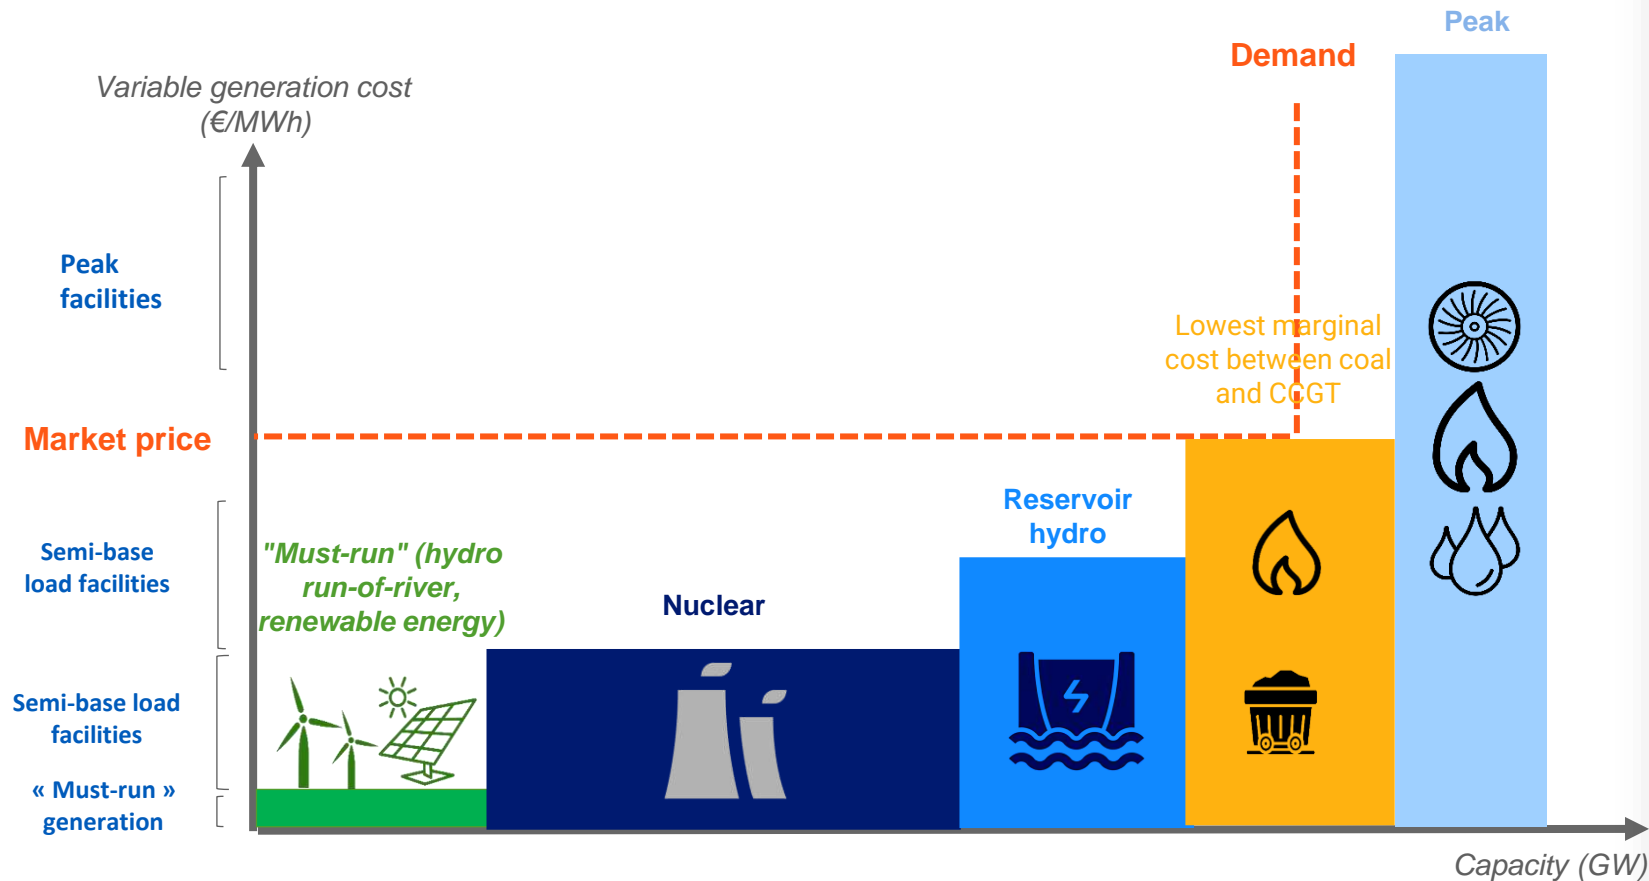 Peak
Demand
Variable generation cost
(€/MWh)
Peak
facilities
Lowest marginal
cost between coal
and CCGT
Market price
Reservoir
hydro
Semi-base
load facilities
"Must-run" (hydro
run-of-river,
renewable energy)
Nuclear
Semi-base load
facilities
« Must-run »
generation
Capacity (GW)